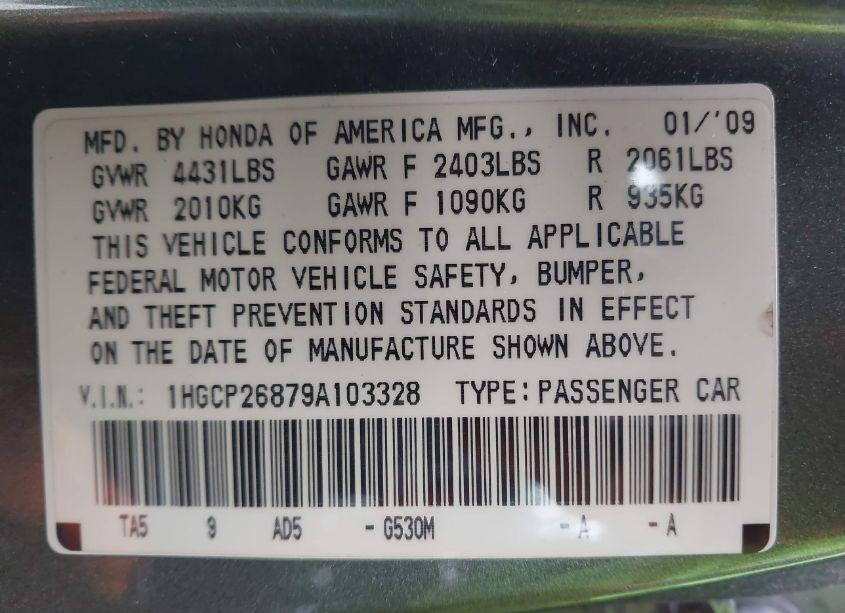 MFD. BY HONDA OF AMERICA MFG., INC. 01/'09
GVWR 4431LBS GAWR F 2403LBS R 2061LBS
GVWR 2010KG GAWR F 1090KG R 935KG
THIS VEHICLE CONFORMS TO ALL APPLICABLE
FEDERAL MOTOR VEHICLE SAFETY, BUMPER,
AND THEFT PREVENTION STANDARDS IN EFFECT
ON THE DATE OF MANUFACTURE SHOWN ABOVE.
V.I.N.: 1HGCP26879A103328 TYPE: PASSENGER CAR
TA5 9 AD5 - G530M - A - A